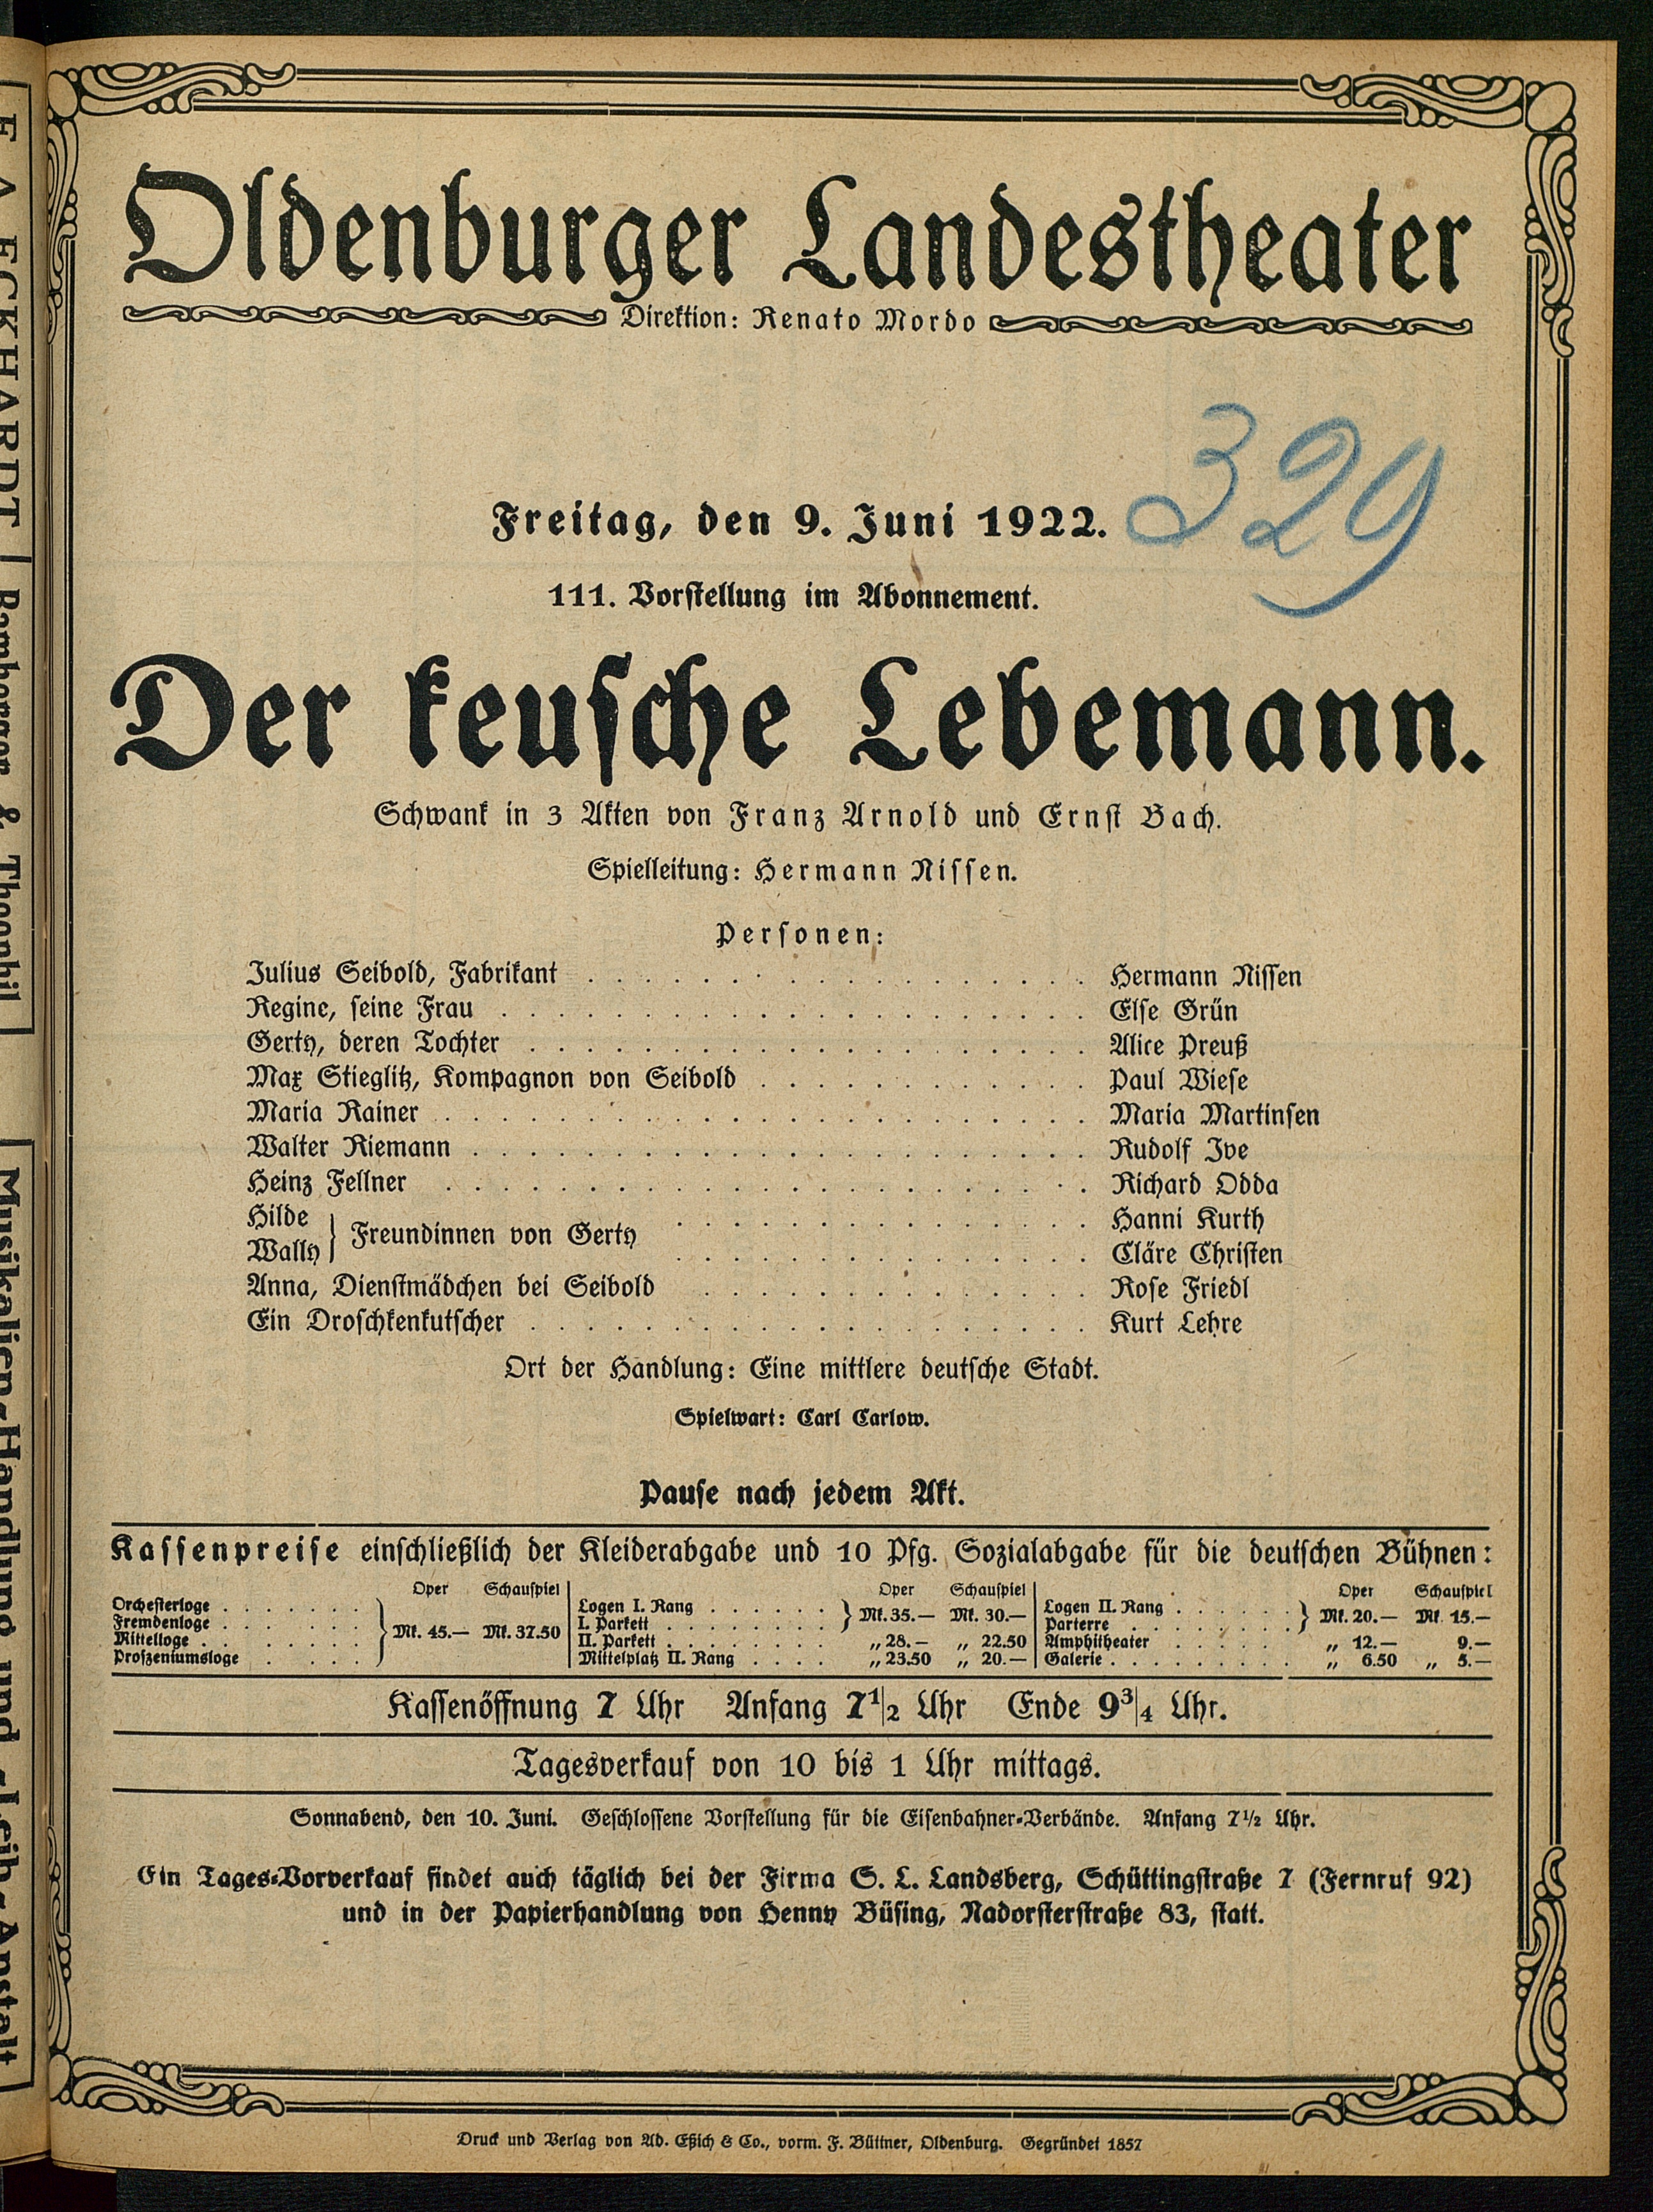 Oldenburger Landestheater
Direktion: Renato Mordo
329
Freitag, den 9. Juni 1922.
111. Vorstellung im Abonnement.
Der keusche Lebemann.
Schwank in 3 Akten von Franz Arnold und Ernst Bach.
Spielleitung: Hermann Nissen.
Personen:
Julius Seibold, Fabrikant . . . . . Hermann Nissen
Regine, seine Frau . . . . . Else Grün
Gerty, deren Tochter . . . . . Alice Preuß
Max Stieglitz, Kompagnon von Seibold . . . . . Paul Wiese
Maria Rainer . . . . . Maria Martinsen
Walter Riemann . . . . . Rudolf Ive
Heinz Fellner . . . . . Richard Odda
Hilde } Freundinnen von Gerty . . . . . Hanni Kurth
Wally } . . . . . Cläre Christen
Anna, Dienstmädchen bei Seibold . . . . . Rose Friedl
Ein Droschkenkutscher . . . . . Kurt Lehre
Ort der Handlung: Eine mittlere deutsche Stadt.
Spielwart: Carl Carlow.
Pause nach jedem Akt.
Kassenpreise einschließlich der Kleiderabgabe und 10 Pfg. Sozialabgabe für die deutschen Bühnen:
Oper Schauspiel
Orchesterloge . . . . .
Fremdenloge . . . . .
Mittelloge . . . . .
Proszeniumsloge . . . . .
} Mk. 45.— Mk. 37.50
Oper Schauspiel
Logen I. Rang . . . . .
I. Parkett . . . . .
} Mk. 35.— Mk. 30.—
II. Parkett . . . . . „ 28.— „ 22.50
Mittelplatz II. Rang . . . . „ 23.50 „ 20.—
Oper Schauspiel
Logen II. Rang . . . . .
Parterre . . . . .
} Mk. 20.— Mk. 15.—
Amphitheater . . . . . „ 12.— 9.—
Galerie . . . . . „ 6.50 „ 5.—
Kassenöffnung 7 Uhr Anfang 7 1/2 Uhr Ende 9 3/4 Uhr.
Tagesverkauf von 10 bis 1 Uhr mittags.
Sonnabend, den 10. Juni. Geschlossene Vorstellung für die Eisenbahner-Verbände. Anfang 7½ Uhr.
Ein Tages-Vorverkauf findet auch täglich bei der Firma S. L. Landsberg, Schüttingstraße 7 (Fernruf 92)
und in der Papierhandlung von Henny Büsing, Nadorsterstraße 83, statt.
Druck und Verlag von Ad. Eßich & Co., vorm. F. Büttner, Oldenburg. Gegründet 1857
ECKHARDT
& Theophil
Musikalien-Handlung und -Leih-Anstalt